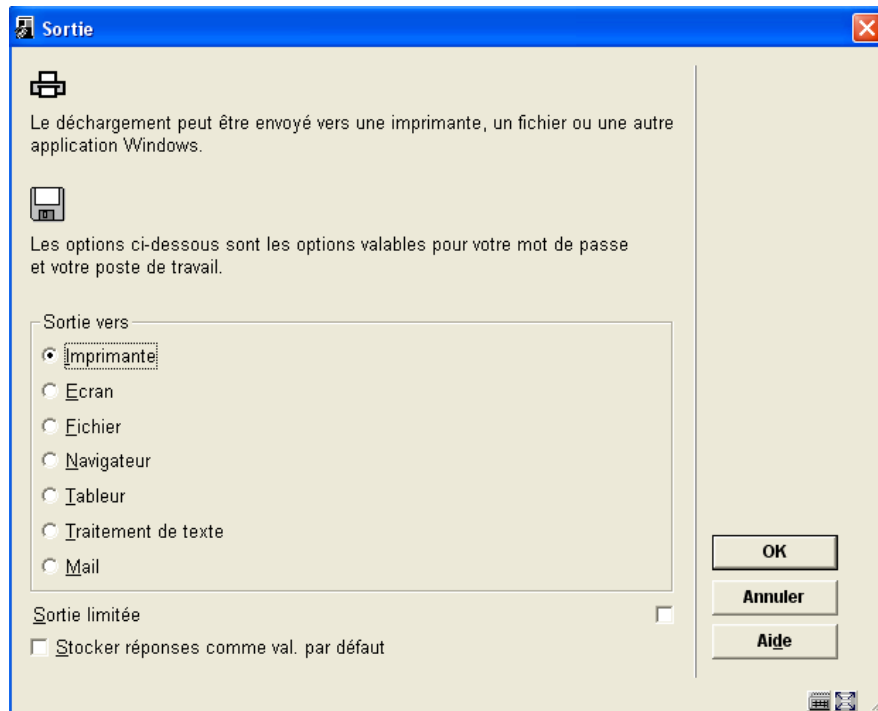 Sortie
Le déchargement peut être envoyé vers une imprimante, un fichier ou une autre
application Windows.
Les options ci-dessous sont les options valables pour votre mot de passe
et votre poste de travail.
Sortie vers
Imprimante
Ecran
Fichier
Navigateur
Tableur
Traitement de texte
Mail
Sortie limitée
Stocker réponses comme val. par défaut
OK
Annuler
Aide